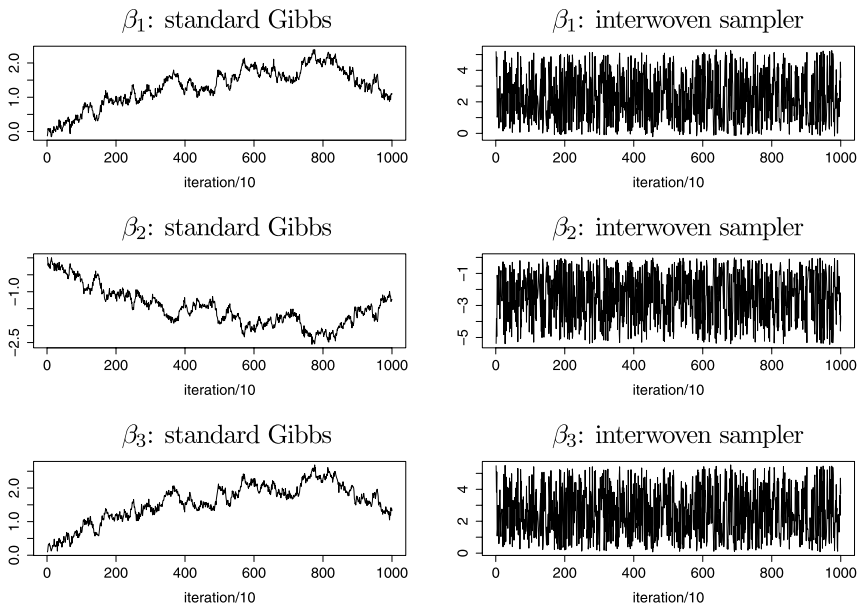 β₁: standard Gibbs
β₁: interwoven sampler
0.0 1.0 2.0
0 2 4
0 200 400 600 800 1000
0 200 400 600 800 1000
iteration/10
iteration/10
β₂: standard Gibbs
β₂: interwoven sampler
−2.5 −1.0
−5 −3 −1
0 200 400 600 800 1000
0 200 400 600 800 1000
iteration/10
iteration/10
β₃: standard Gibbs
β₃: interwoven sampler
0.0 1.0 2.0
0 2 4
0 200 400 600 800 1000
0 200 400 600 800 1000
iteration/10
iteration/10